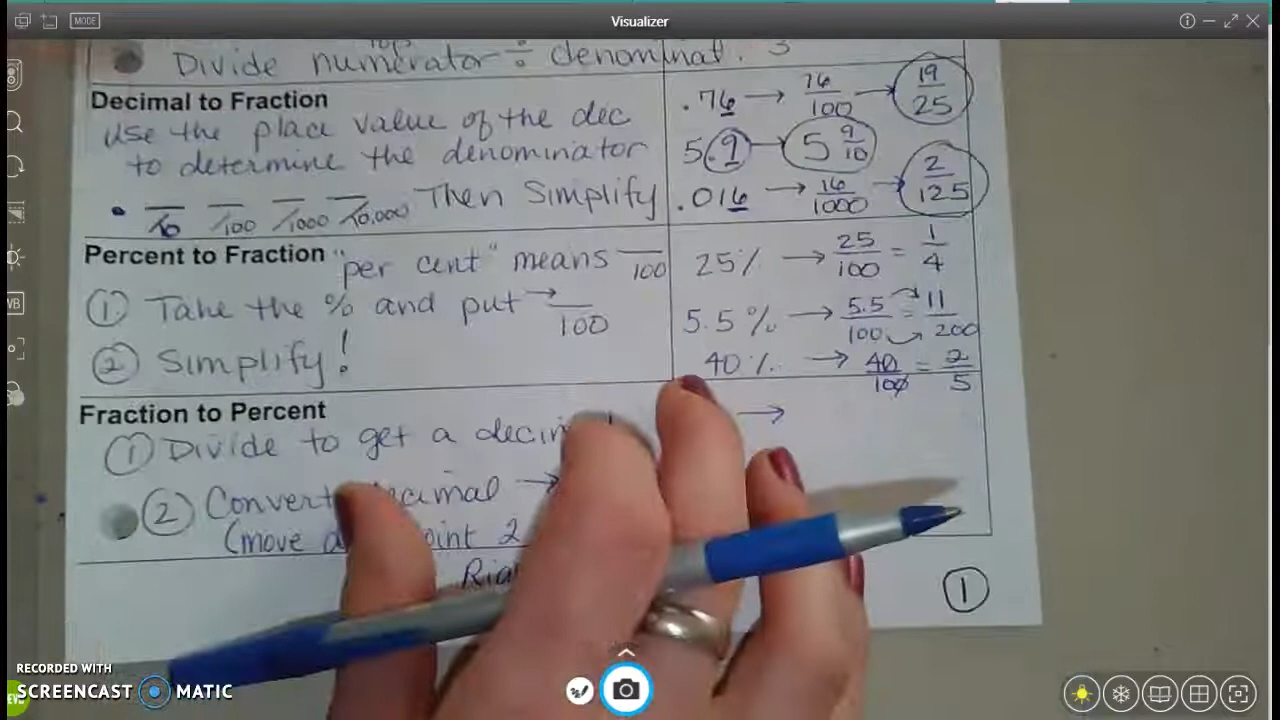 MODE
Visualizer
top
Divide numerator ÷ denominat.
Decimal to Fraction
use the place value of the dec
to determine the denominator
• /10 /100 /1000 /10,000 Then Simplify
.76 → 76/100 → 19/25
5.9 → 5 9/10
.016 → 16/1000 → 2/125
Percent to Fraction "per cent" means /100
① Take the % and put → /100
② Simplify!
25% → 25/100 = 1/4
5.5% → 5.5/100 = 11/200
40% → 40/100 = 2/5
Fraction to Percent
① Divide to get a
→
② Convert →
(move 2
①
RECORDED WITH
SCREENCAST MATIC